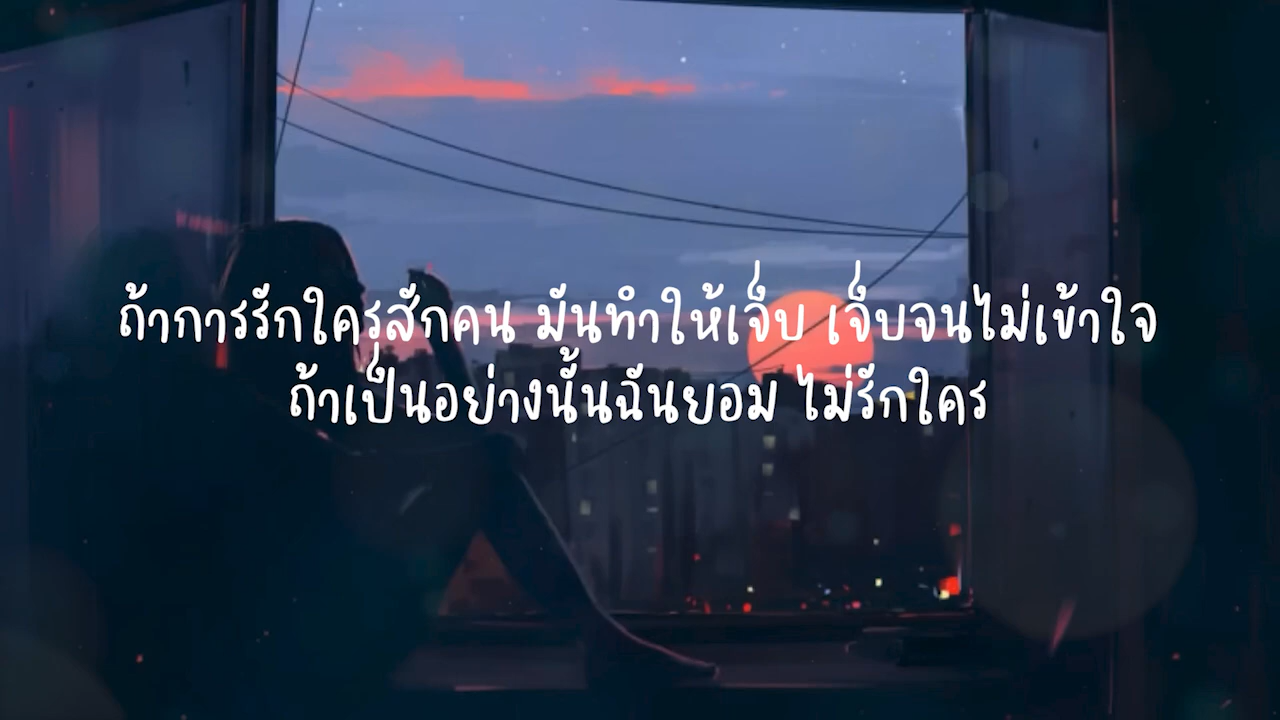 ถ้าการรักใครสักคน มันทำให้เจ็บ เจ็บจนไม่เข้าใจ
ถ้าเป็นอย่างนั้นฉันยอม ไม่รักใคร